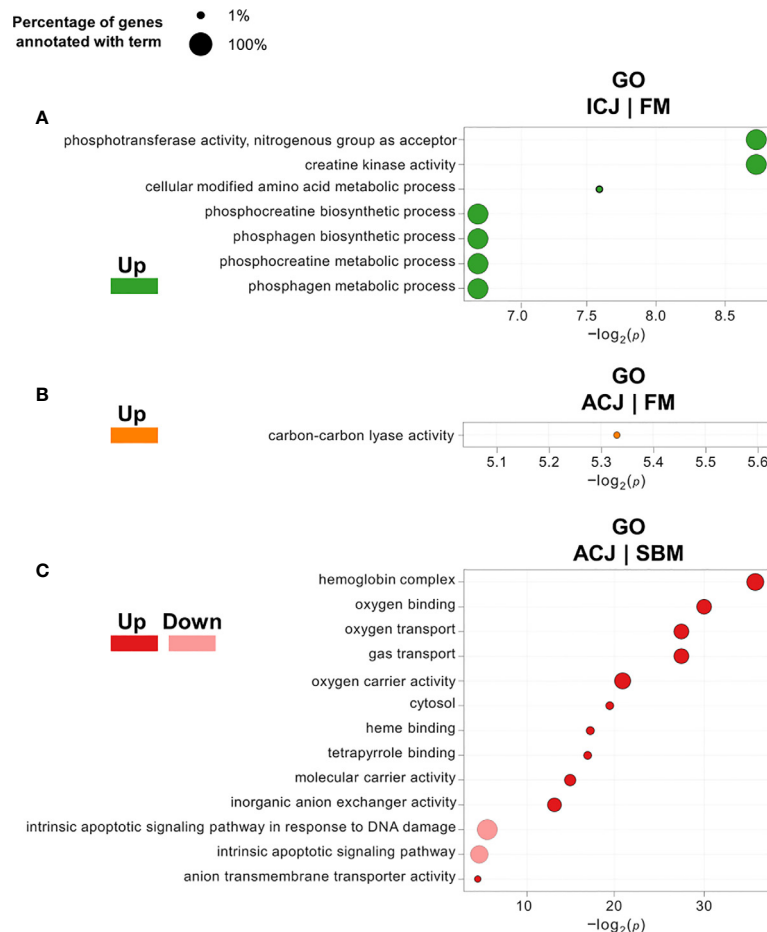 Percentage of genes
annotated with term
1%
100%
A
GO
ICJ | FM
phosphotransferase activity, nitrogenous group as acceptor
creatine kinase activity
cellular modified amino acid metabolic process
phosphocreatine biosynthetic process
phosphagen biosynthetic process
phosphocreatine metabolic process
phosphagen metabolic process
Up
7.0 7.5 8.0 8.5
−log2(p)
B
GO
ACJ | FM
Up
carbon-carbon lyase activity
5.1 5.2 5.3 5.4 5.5 5.6
−log2(p)
C
GO
ACJ | SBM
Up Down
hemoglobin complex
oxygen binding
oxygen transport
gas transport
oxygen carrier activity
cytosol
heme binding
tetrapyrrole binding
molecular carrier activity
inorganic anion exchanger activity
intrinsic apoptotic signaling pathway in response to DNA damage
intrinsic apoptotic signaling pathway
anion transmembrane transporter activity
10 20 30
−log2(p)